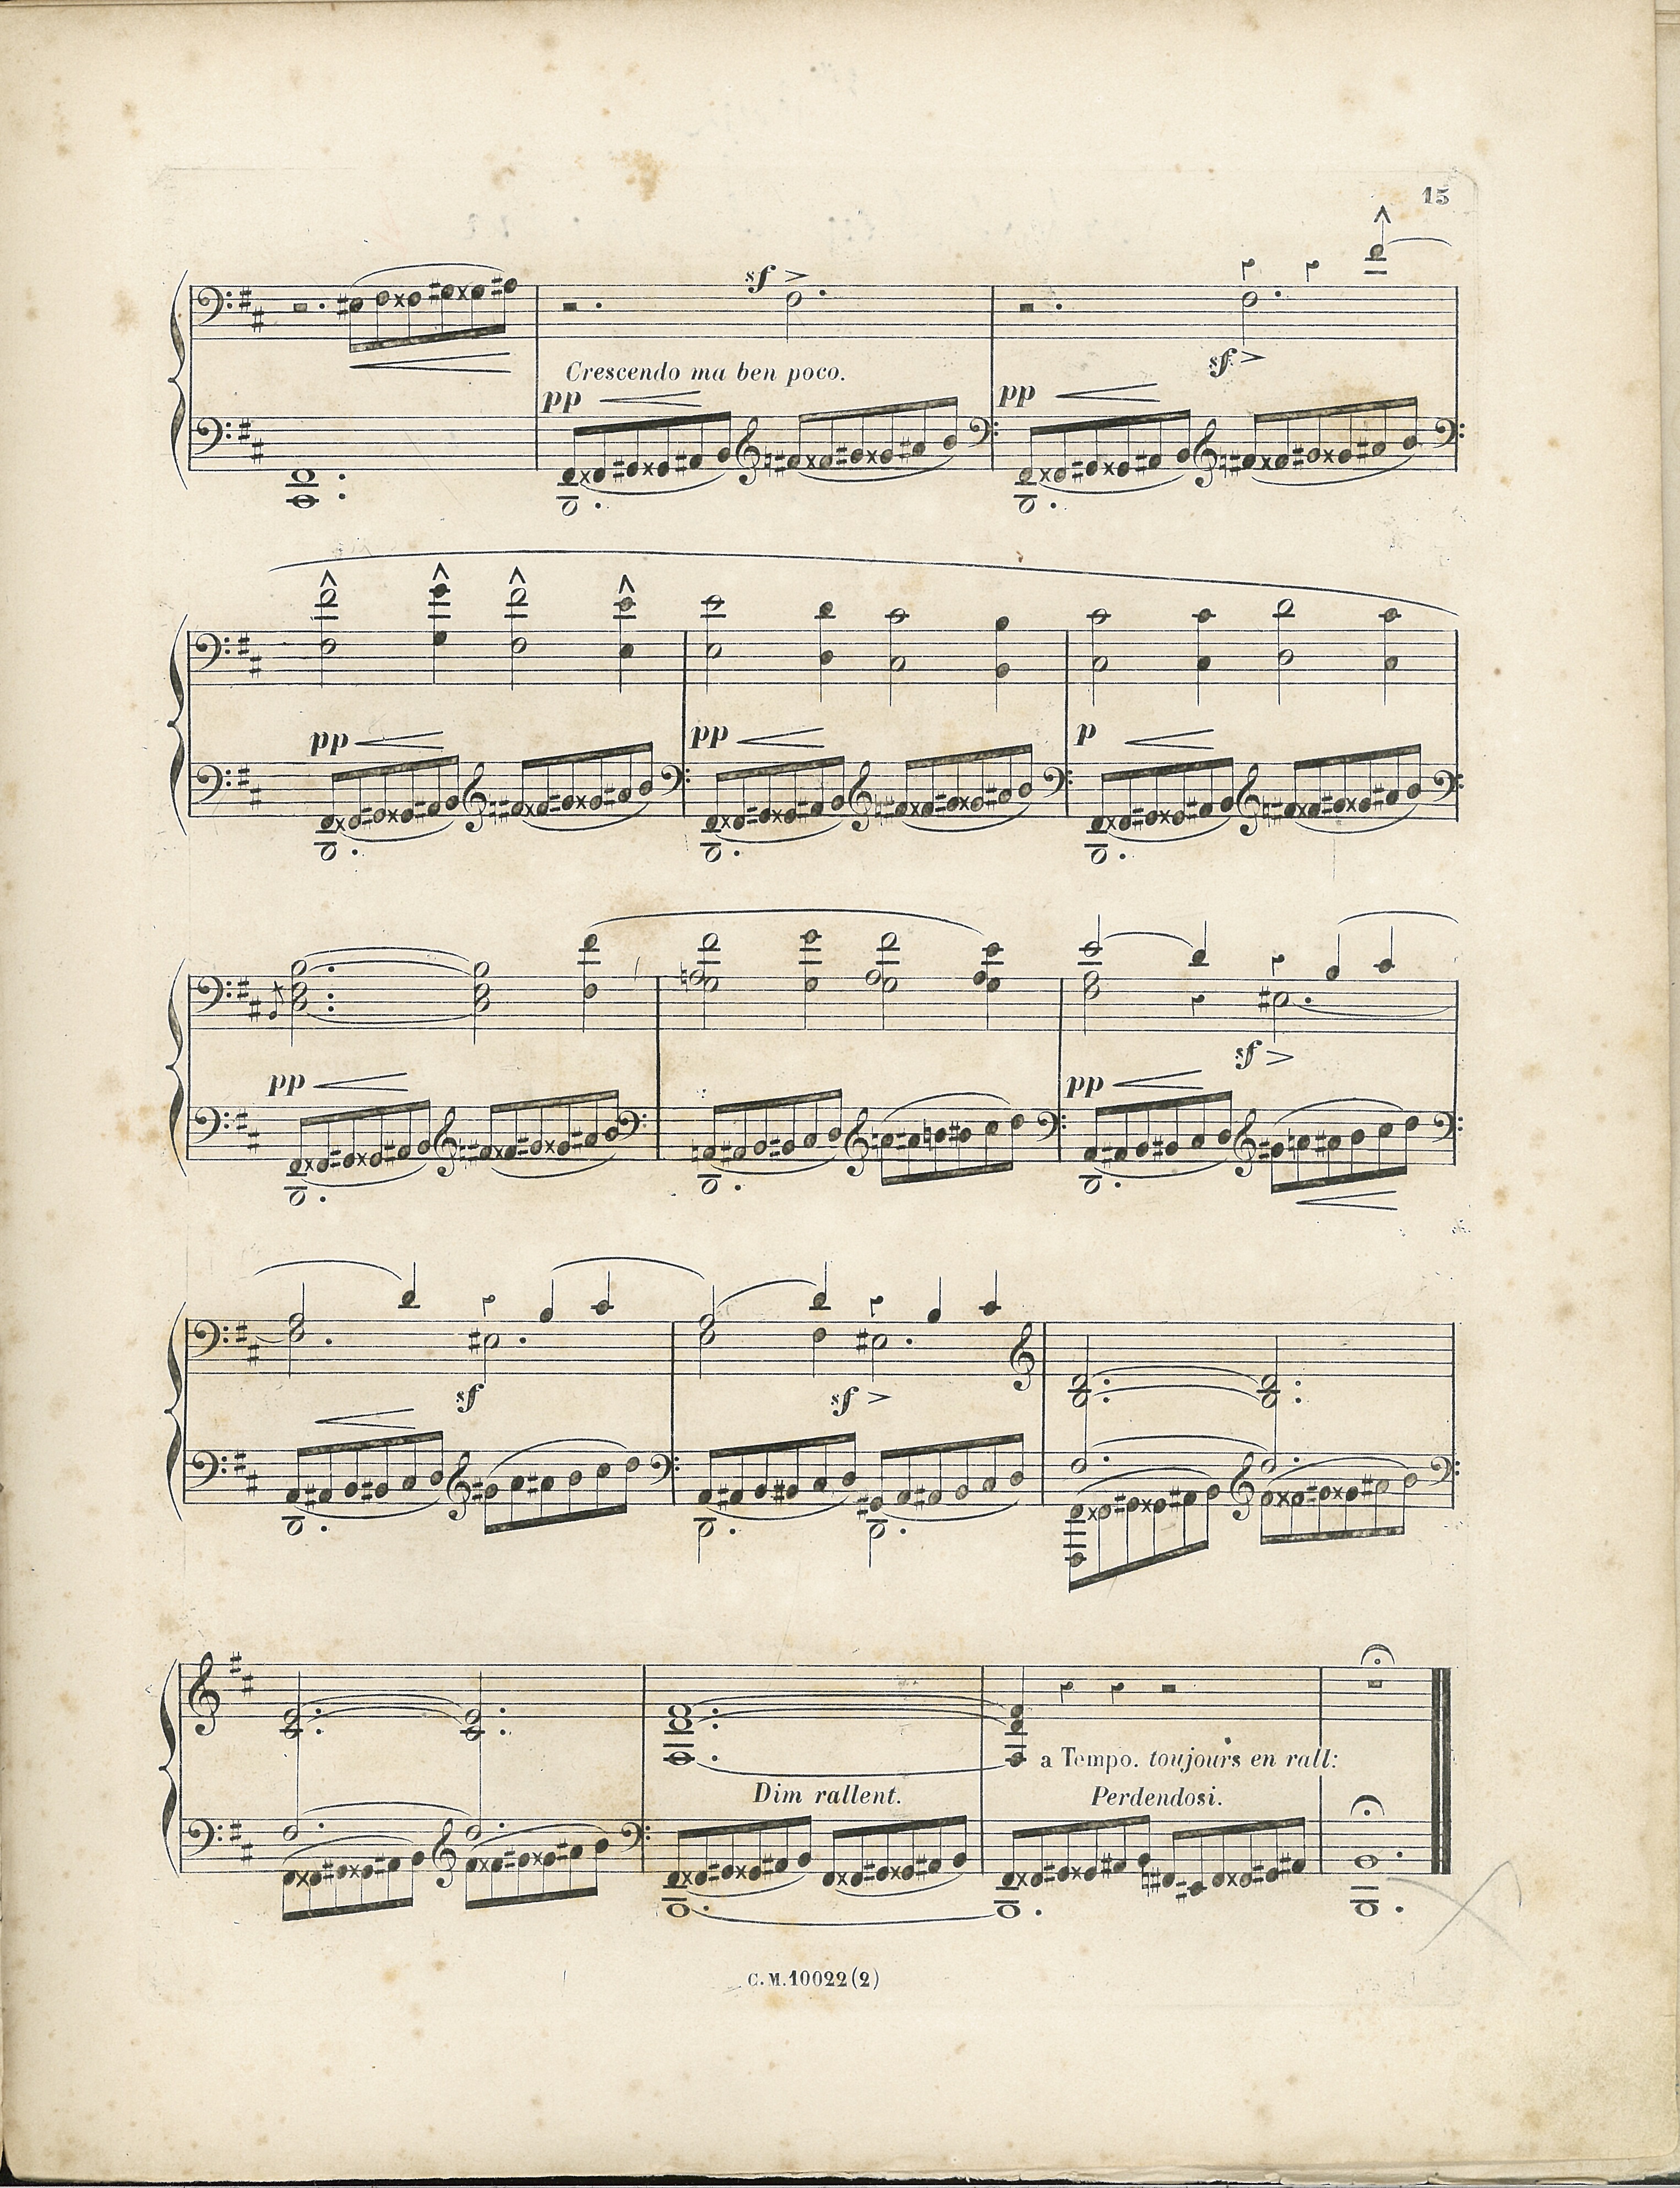 15
sf
Crescendo ma ben poco.
pp
pp
sf
pp
pp
p
pp
pp
sf
sf
sf
a Tempo. toujours en rall:
Dim rallent.
Perdendosi.
C.M.10022(2)